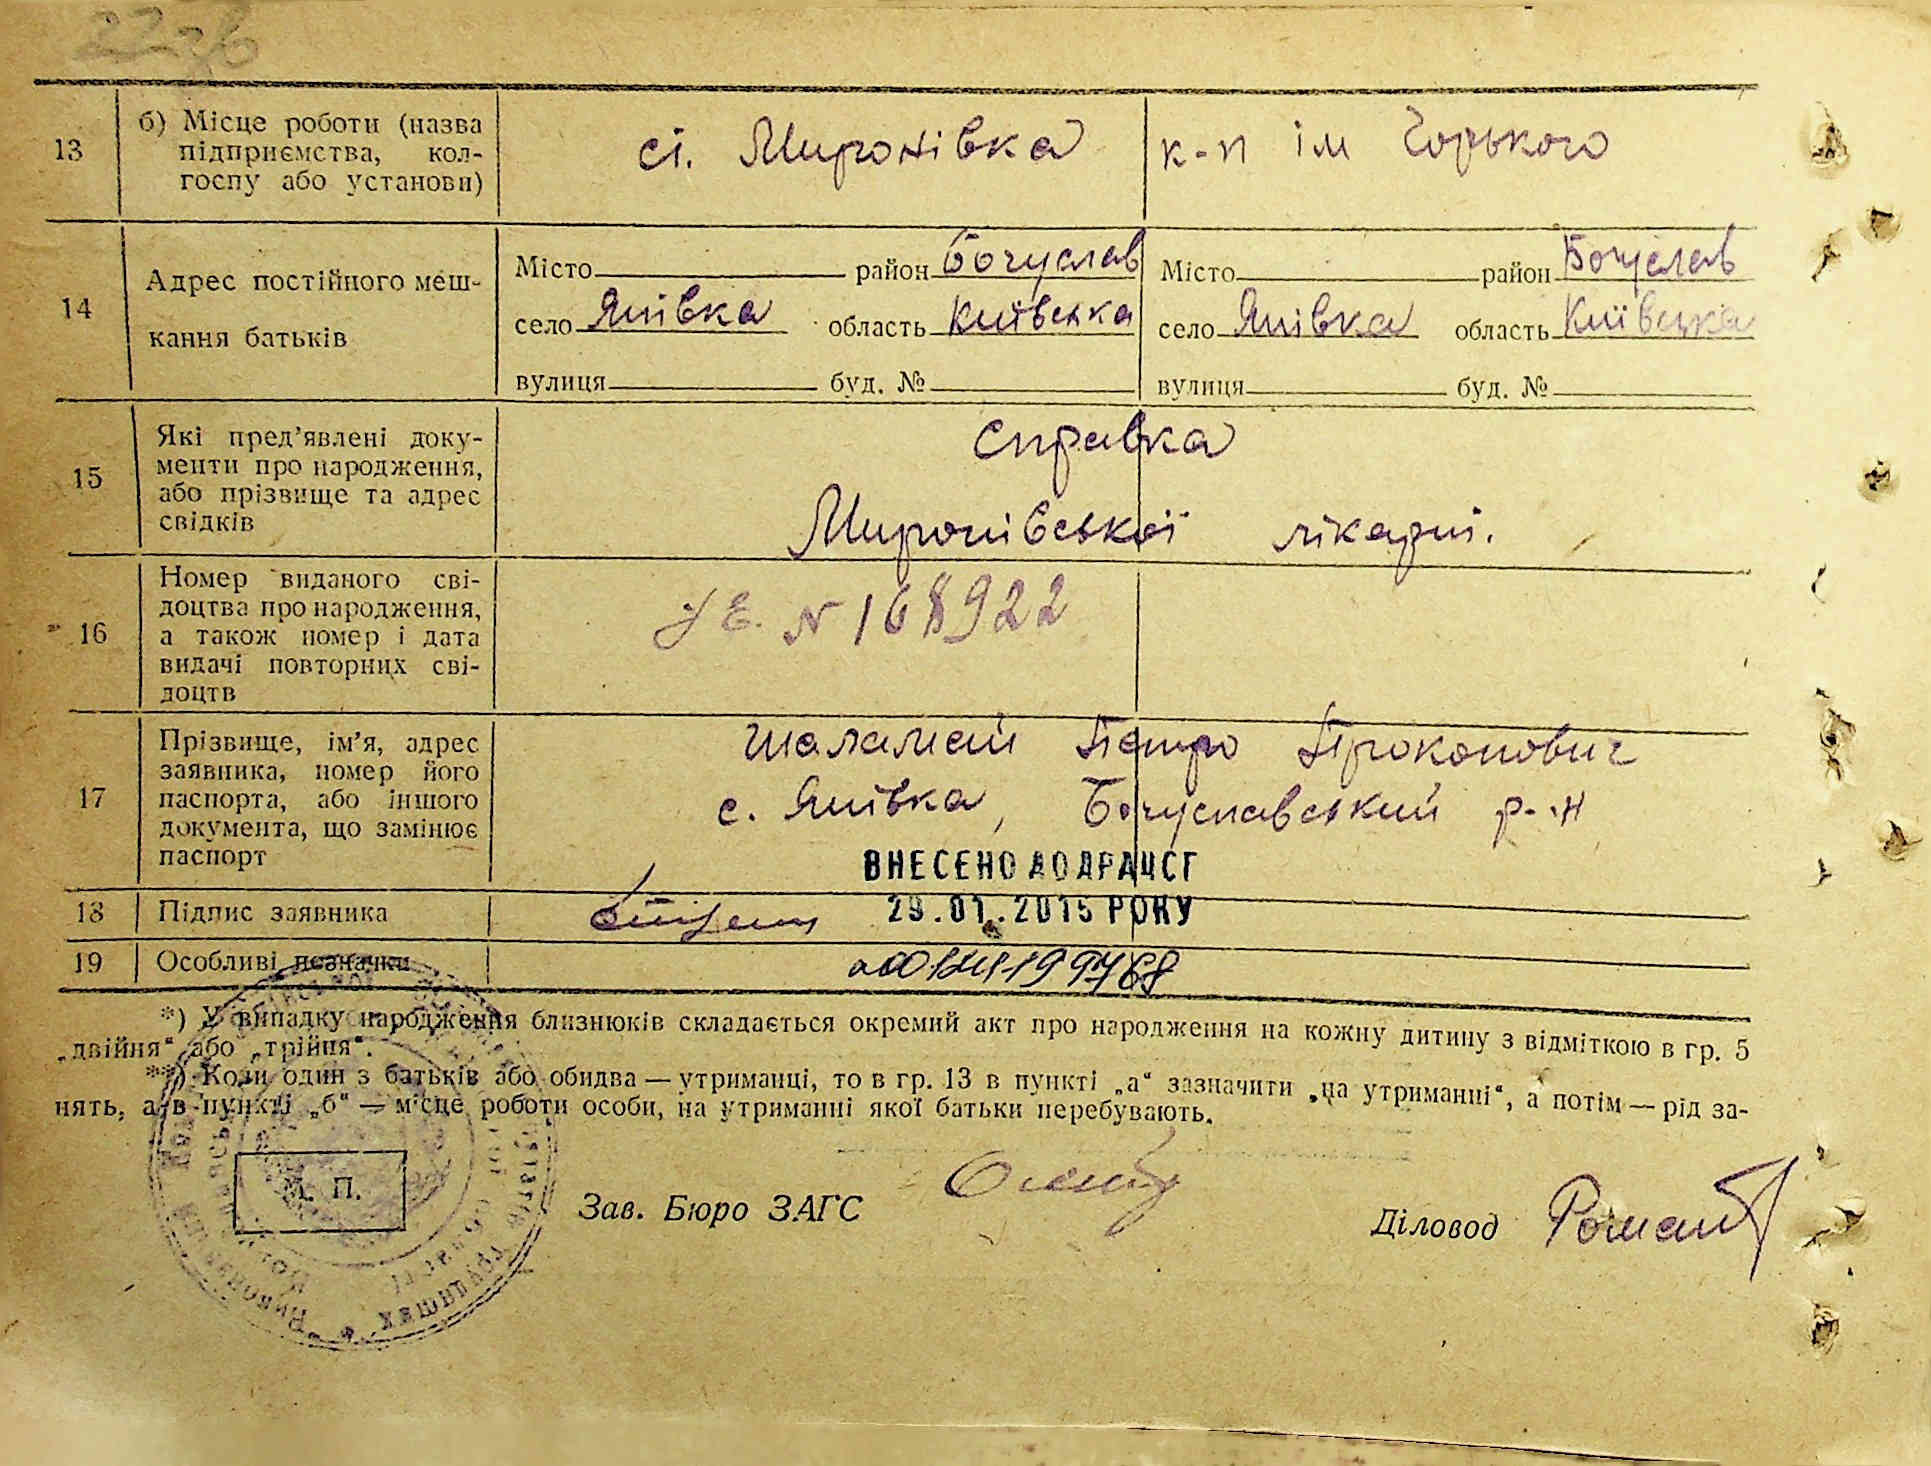 13
б) Місце роботи (назва
підприємства, кол-
госпу або установи)
сі. Миронівка
к-п ім Горького
14
Адрес постійного меш-
кання батьків
Місто район Богуслав
село Янівка область Київська
вулиця буд. №
Місто район Богуслав
село Янівка область Київська
вулиця буд. №
15
Які пред’явлені доку-
менти про народження,
або прізвище та адрес
свідків
справка
Миронівської лікарні.
16
Номер виданого сві-
доцтва про народження,
а також номер і дата
видачі повторних сві-
доцтв
УЕ. N 168922
17
Прізвище, ім’я, адрес
заявника, номер його
паспорта, або іншого
документа, що замінює
паспорт
Шаламай Петро Прокопович
с. Янівка, Богуславський р-н
ВНЕСЕНО ДО ДРАЦСГ
29.01.2015 РОКУ
18
Підпис заявника
19
Особливі позначки
*) У випадку народження близнюків складається окремий акт про народження на кожну дитину з відміткою в гр. 5
„двійня“ або „трійня“.
**) Коли один з батьків або обидва — утриманці, то в гр. 13 в пункті „а“ зазначити „на утриманні“, а потім — рід за-
нять, а в пункті „б“ — місце роботи особи, на утриманні якої батьки перебувають.
М. П.
Зав. Бюро ЗАГС
Діловод